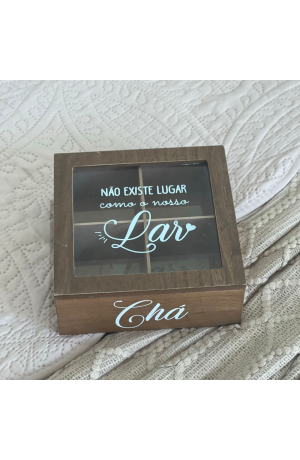 NÃO EXISTE LUGAR
como o nosso
Lar
Chá